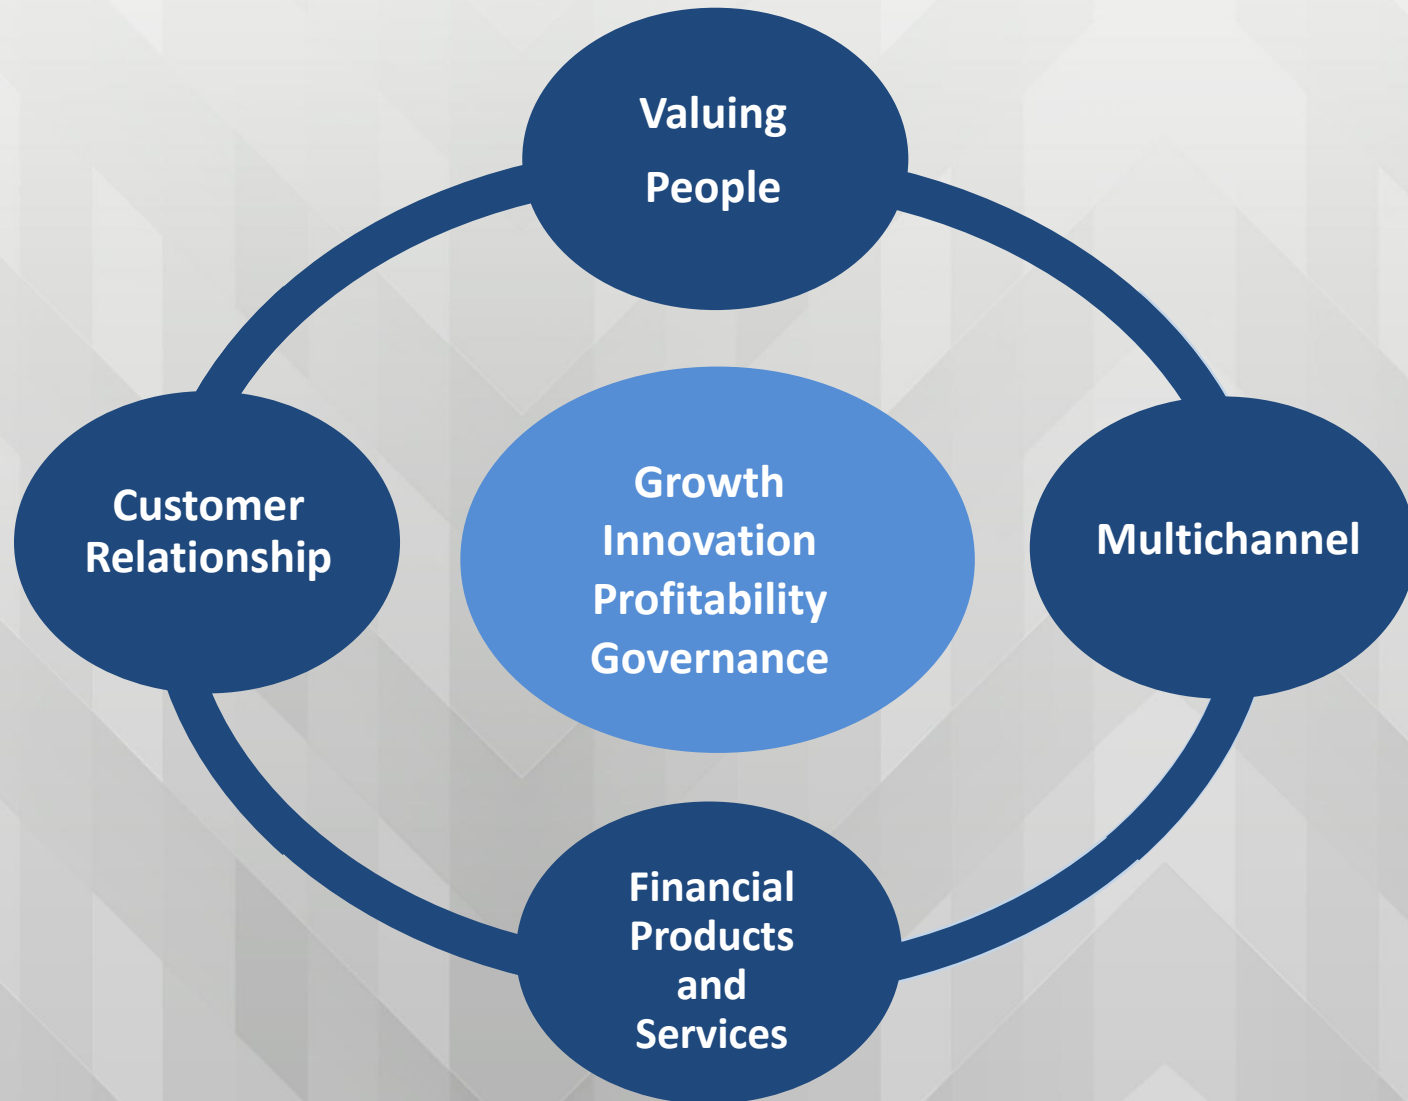 Valuing
People
Customer
Relationship
Growth
Innovation
Profitability
Governance
Multichannel
Financial
Products
and
Services